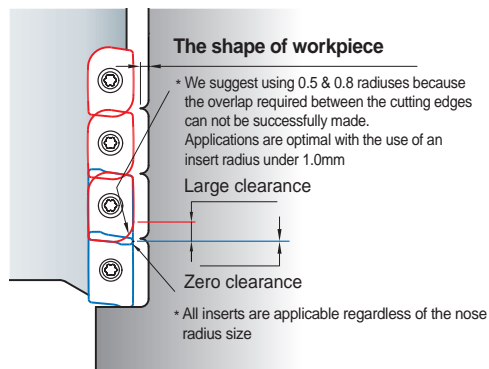 The shape of workpiece
* We suggest using 0.5 & 0.8 radiuses because
the overlap required between the cutting edges
can not be successfully made.
Applications are optimal with the use of an
insert radius under 1.0mm
Large clearance
Zero clearance
* All inserts are applicable regardless of the nose
radius size